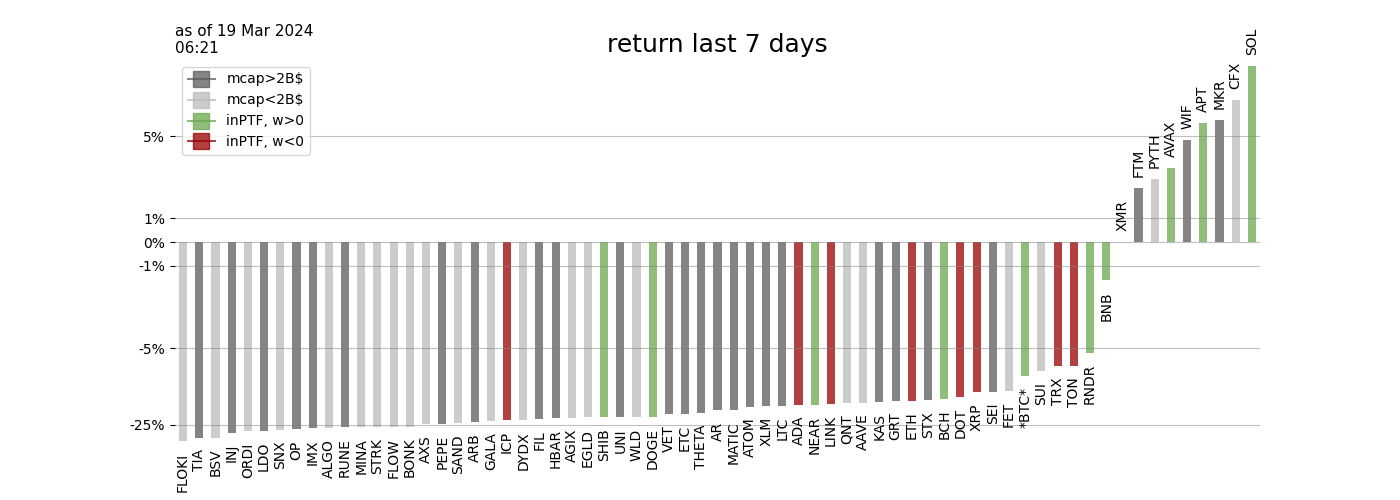 as of 19 Mar 2024
06:21
return last 7 days
mcap>2B$
mcap<2B$
inPTF, w>0
inPTF, w<0
5%
1%
0%
-1%
-5%
-25%
FLOKI
TIA
BSV
INJ
ORDI
LDO
SNX
OP
IMX
ALGO
RUNE
MINA
STRK
FLOW
BONK
AXS
PEPE
SAND
ARB
GALA
ICP
DYDX
FIL
HBAR
AGIX
EGLD
SHIB
UNI
WLD
DOGE
VET
ETC
THETA
AR
MATIC
ATOM
XLM
LTC
ADA
NEAR
LINK
QNT
AAVE
KAS
GRT
ETH
STX
BCH
DOT
XRP
SEI
FET
*BTC*
SUI
TRX
TON
RNDR
BNB
XMR
FTM
PYTH
AVAX
WIF
APT
MKR
CFX
SOL